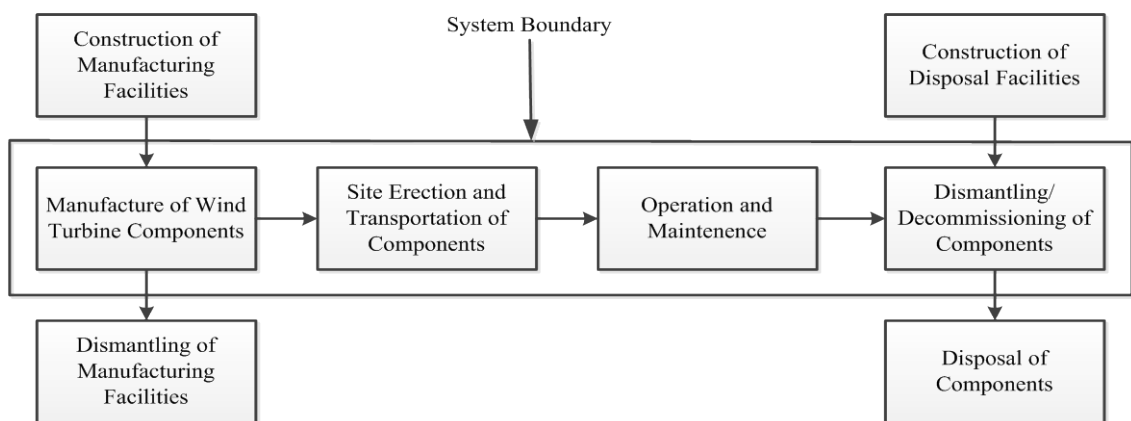 Construction of
Manufacturing
Facilities
System Boundary
Construction of
Disposal Facilities
Manufacture of Wind
Turbine Components
Site Erection and
Transportation of
Components
Operation and
Maintenence
Dismantling/
Decommissioning of
Components
Dismantling of
Manufacturing
Facilities
Disposal of
Components